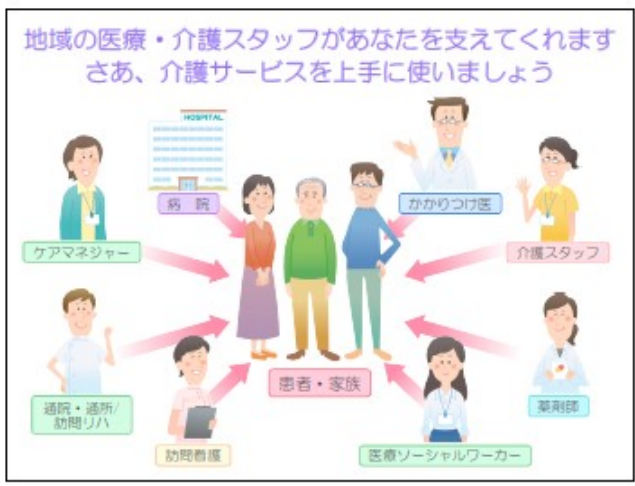 地域の医療・介護スタッフがあなたを支えてくれます
さあ、介護サービスを上手に使いましょう
HOSPITAL
病　院
かかりつけ医
ケアマネジャー
介護スタッフ
患者・家族
通院・通所/
訪問リハ
薬剤師
訪問看護
医療ソーシャルワーカー